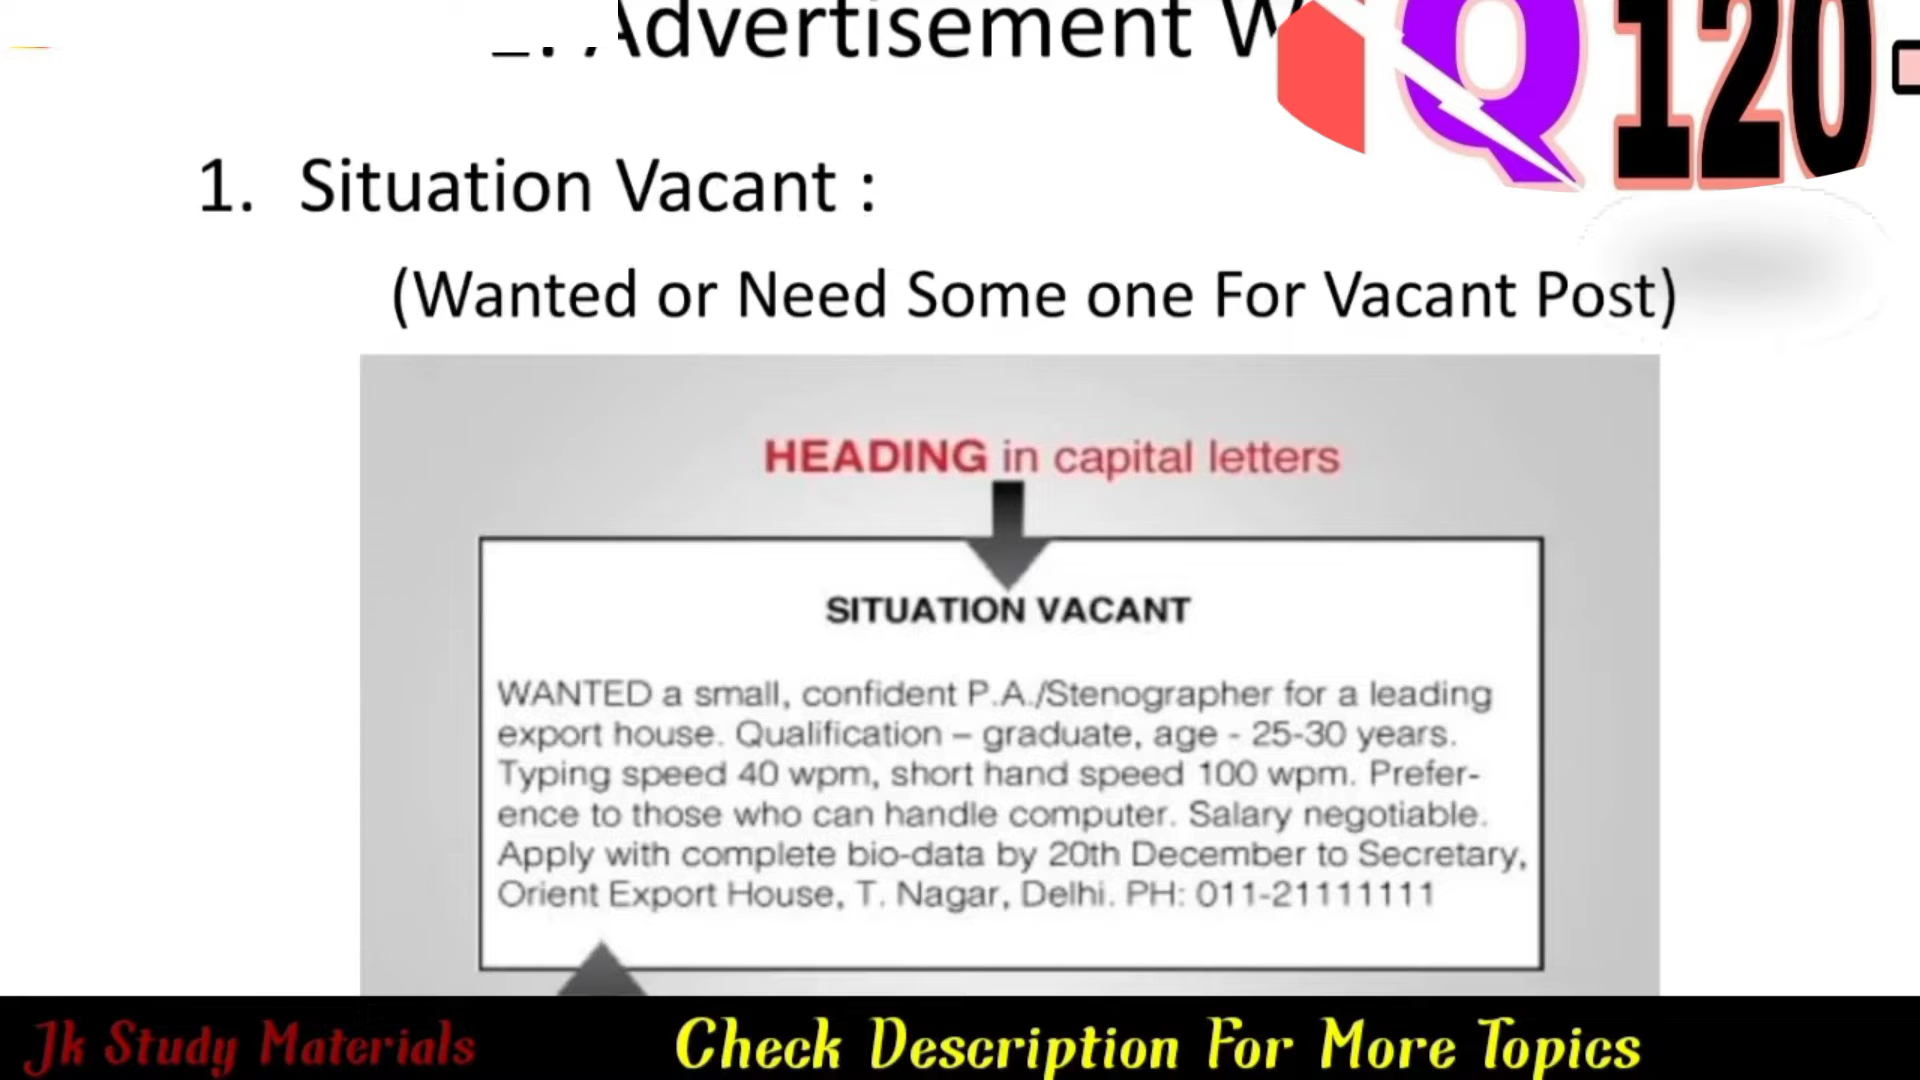 Advertisement
Q120-
1. Situation Vacant :
(Wanted or Need Some one For Vacant Post)
HEADING in capital letters
SITUATION VACANT
WANTED a small, confident P.A./Stenographer for a leading
export house. Qualification – graduate, age - 25-30 years.
Typing speed 40 wpm, short hand speed 100 wpm. Prefer-
ence to those who can handle computer. Salary negotiable.
Apply with complete bio-data by 20th December to Secretary,
Orient Export House, T. Nagar, Delhi. PH: 011-21111111
Jk Study Materials
Check Description For More Topics